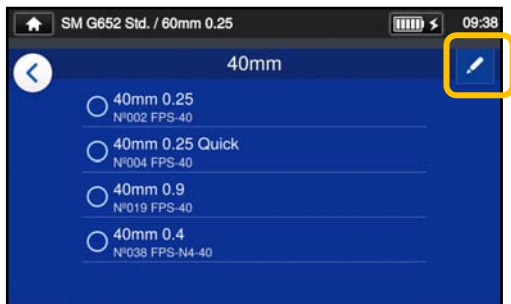 SM G652 Std. / 60mm 0.25
09:38
40mm
40mm 0.25
Nº002 FPS-40
40mm 0.25 Quick
Nº004 FPS-40
40mm 0.9
Nº019 FPS-40
40mm 0.4
Nº038 FPS-N4-40